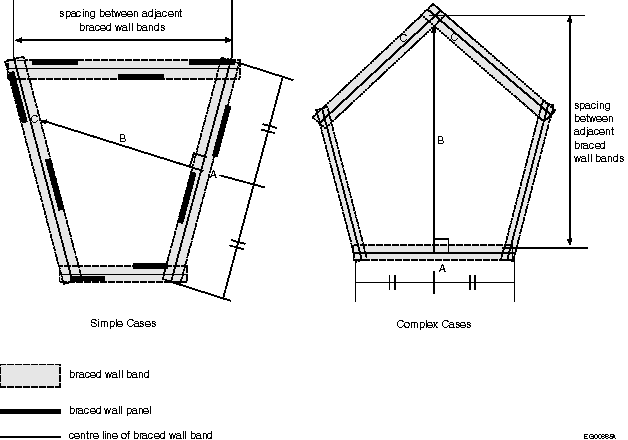 spacing between adjacent
braced wall bands
C
B
A
C
C
B
A
spacing
between
adjacent
braced
wall bands
Simple Cases
Complex Cases
braced wall band
braced wall panel
centre line of braced wall band